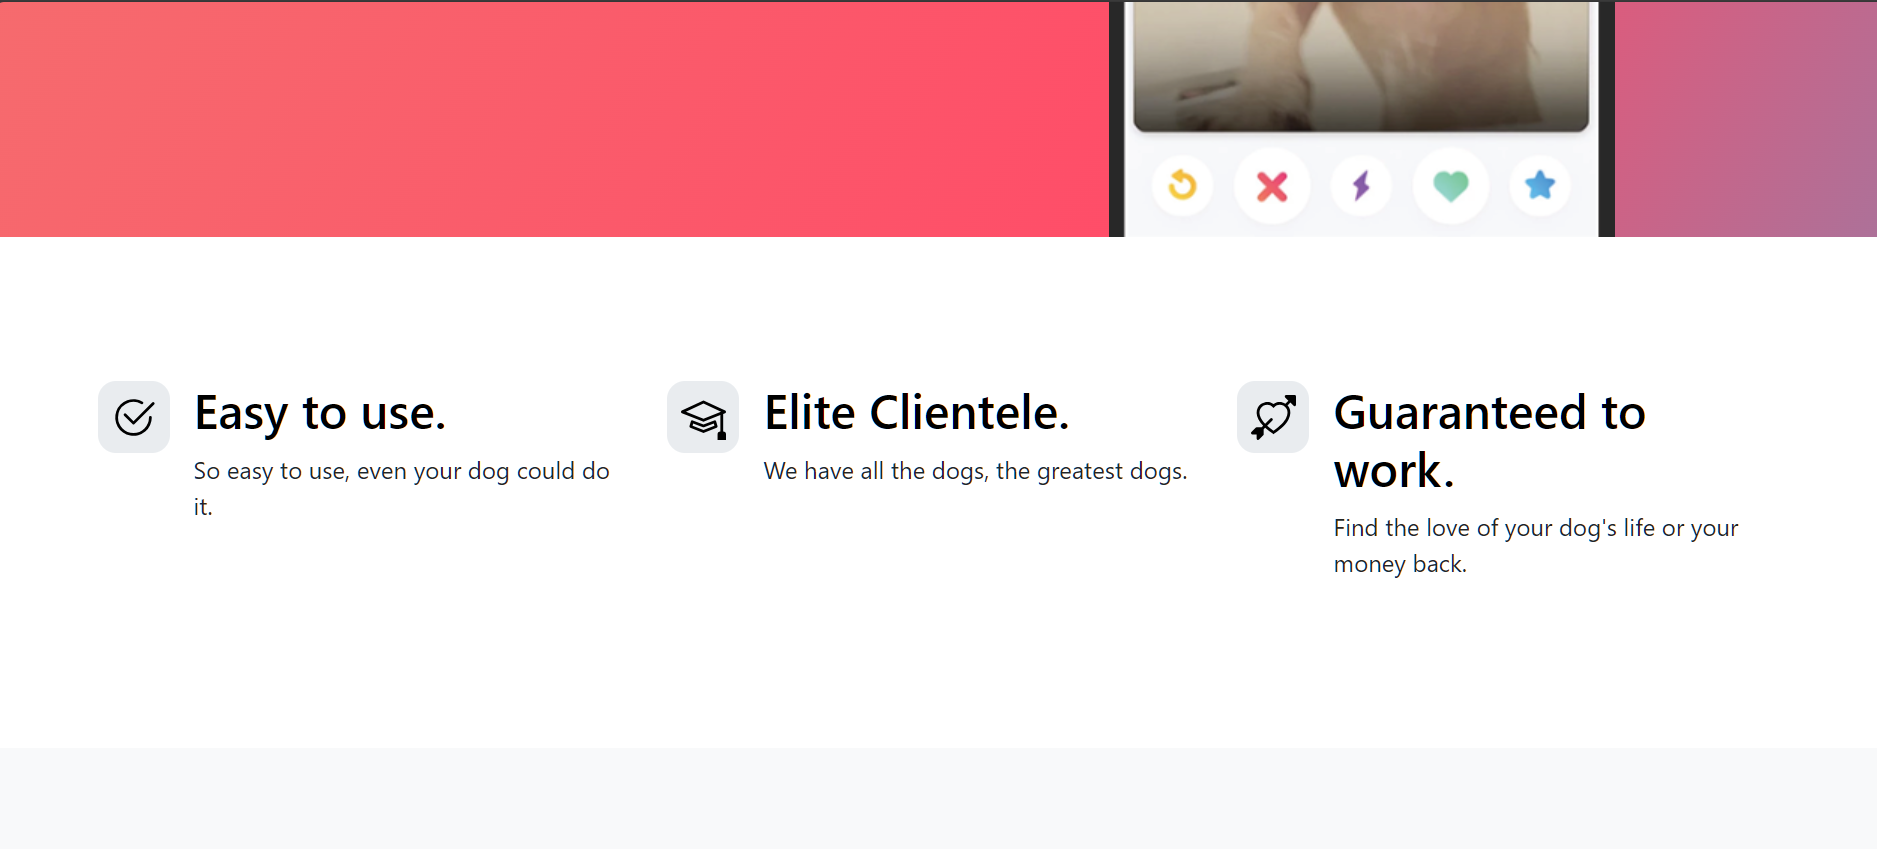 Easy to use.
So easy to use, even your dog could do
it.
Elite Clientele.
We have all the dogs, the greatest dogs.
Guaranteed to
work.
Find the love of your dog's life or your
money back.